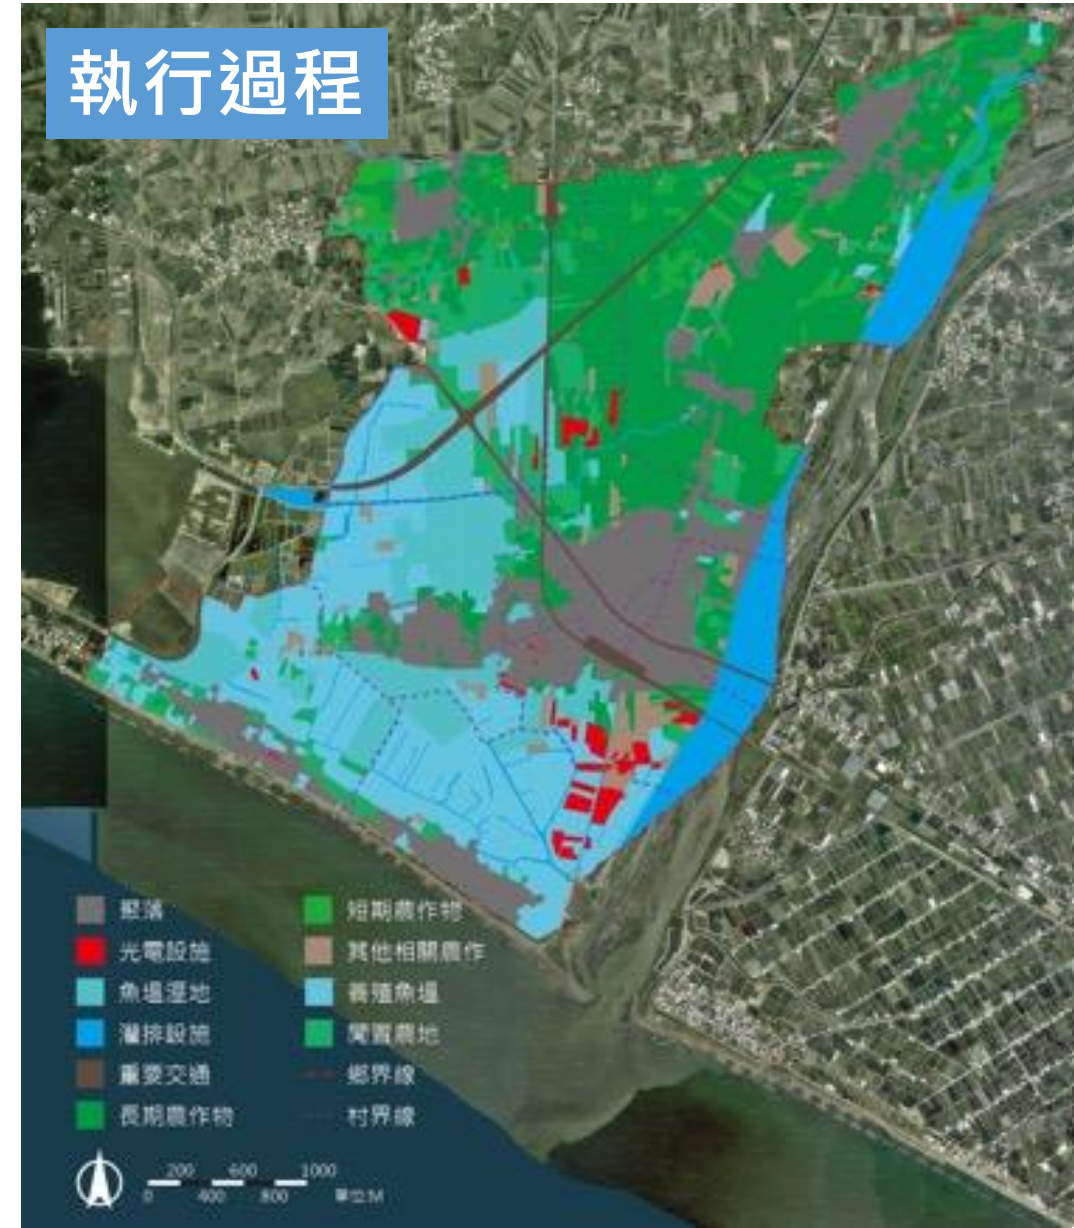 執行過程
聚落
光電設施
魚塭溼地
灌排設施
重要交通
長期農作物
短期農作物
其他相關農作
養殖魚塭
閒置農地
鄉界線
村界線
200 600 1000
0 400 800 單位:M